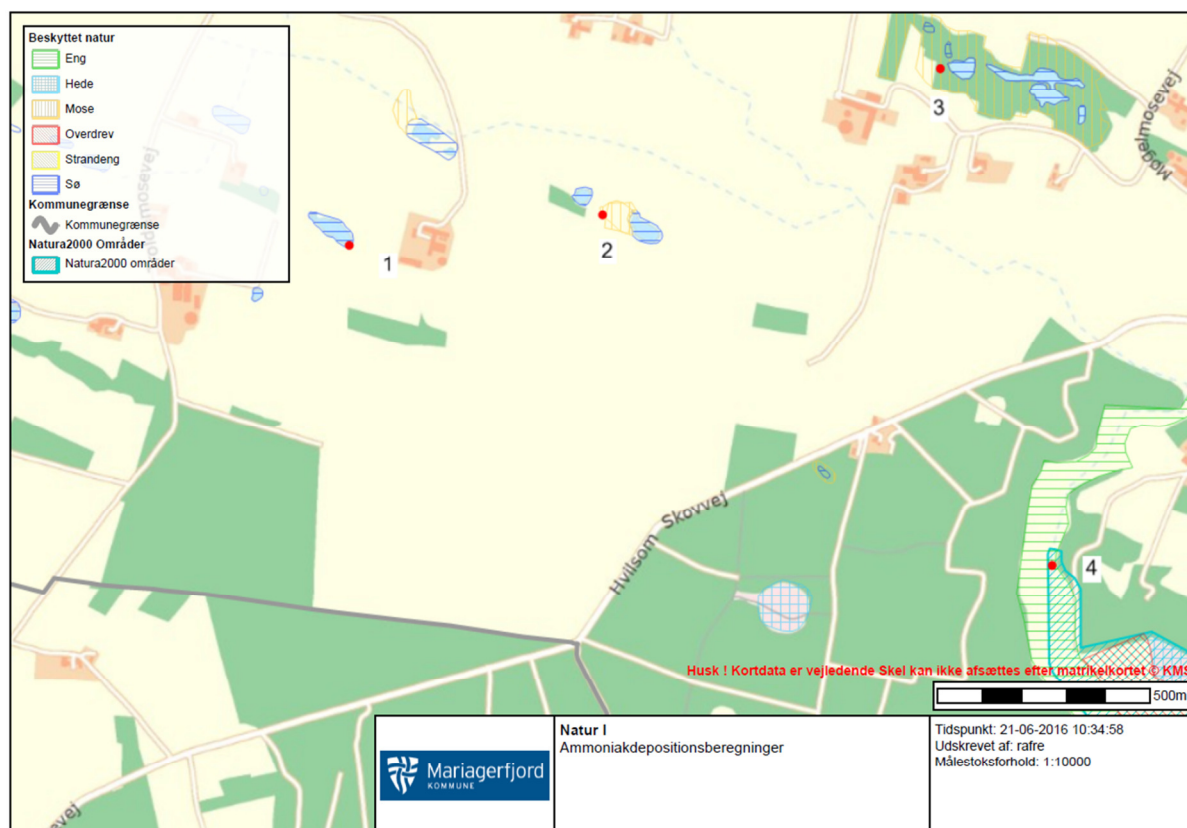 Beskyttet natur
Eng
Hede
Mose
Overdrev
Strandeng
Sø
Kommunegrænse
Kommunegrænse
Natura2000 Områder
Natura2000 områder
1
2
3
Møgelmosevej
4
Hvilsom Skovvej
Husk ! Kortdata er vejledende Skel kan ikke afsættes efter matrikelkortet © KMS
500m
Mariagerfjord
KOMMUNE
Natur I
Ammoniakdepositionsberegninger
Tidspunkt: 21-06-2016 10:34:58
Udskrevet af: rafre
Målestoksforhold: 1:10000